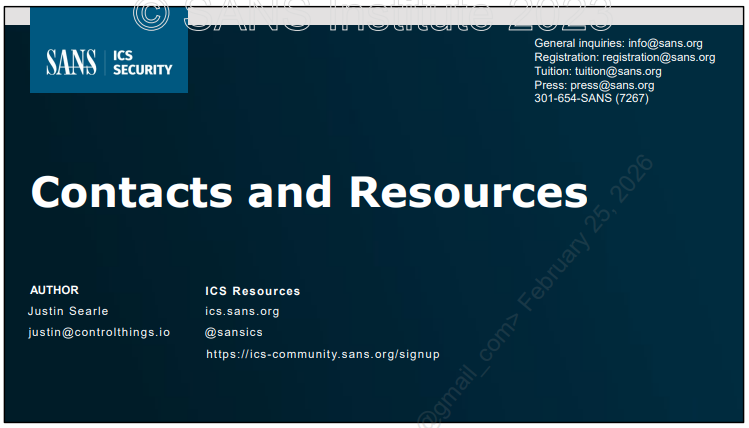 © SANS Institute 2026
SANS
ICS
SECURITY
General inquiries: info@sans.org
Registration: registration@sans.org
Tuition: tuition@sans.org
Press: press@sans.org
301-654-SANS (7267)
Contacts and Resources
AUTHOR
Justin Searle
justin@controlthings.io
ICS Resources
ics.sans.org
@sansics
https://ics-community.sans.org/signup
@gmail_com> February 25, 2026